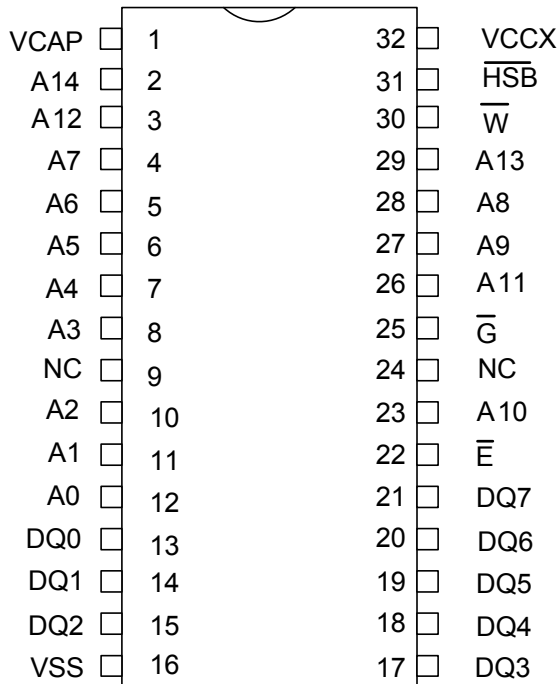 VCAP 1 32 VCCX
A14 2 31 H̅S̅B̅
A12 3 30 W̅
A7 4 29 A13
A6 5 28 A8
A5 6 27 A9
A4 7 26 A11
A3 8 25 G̅
NC 9 24 NC
A2 10 23 A10
A1 11 22 E̅
A0 12 21 DQ7
DQ0 13 20 DQ6
DQ1 14 19 DQ5
DQ2 15 18 DQ4
VSS 16 17 DQ3